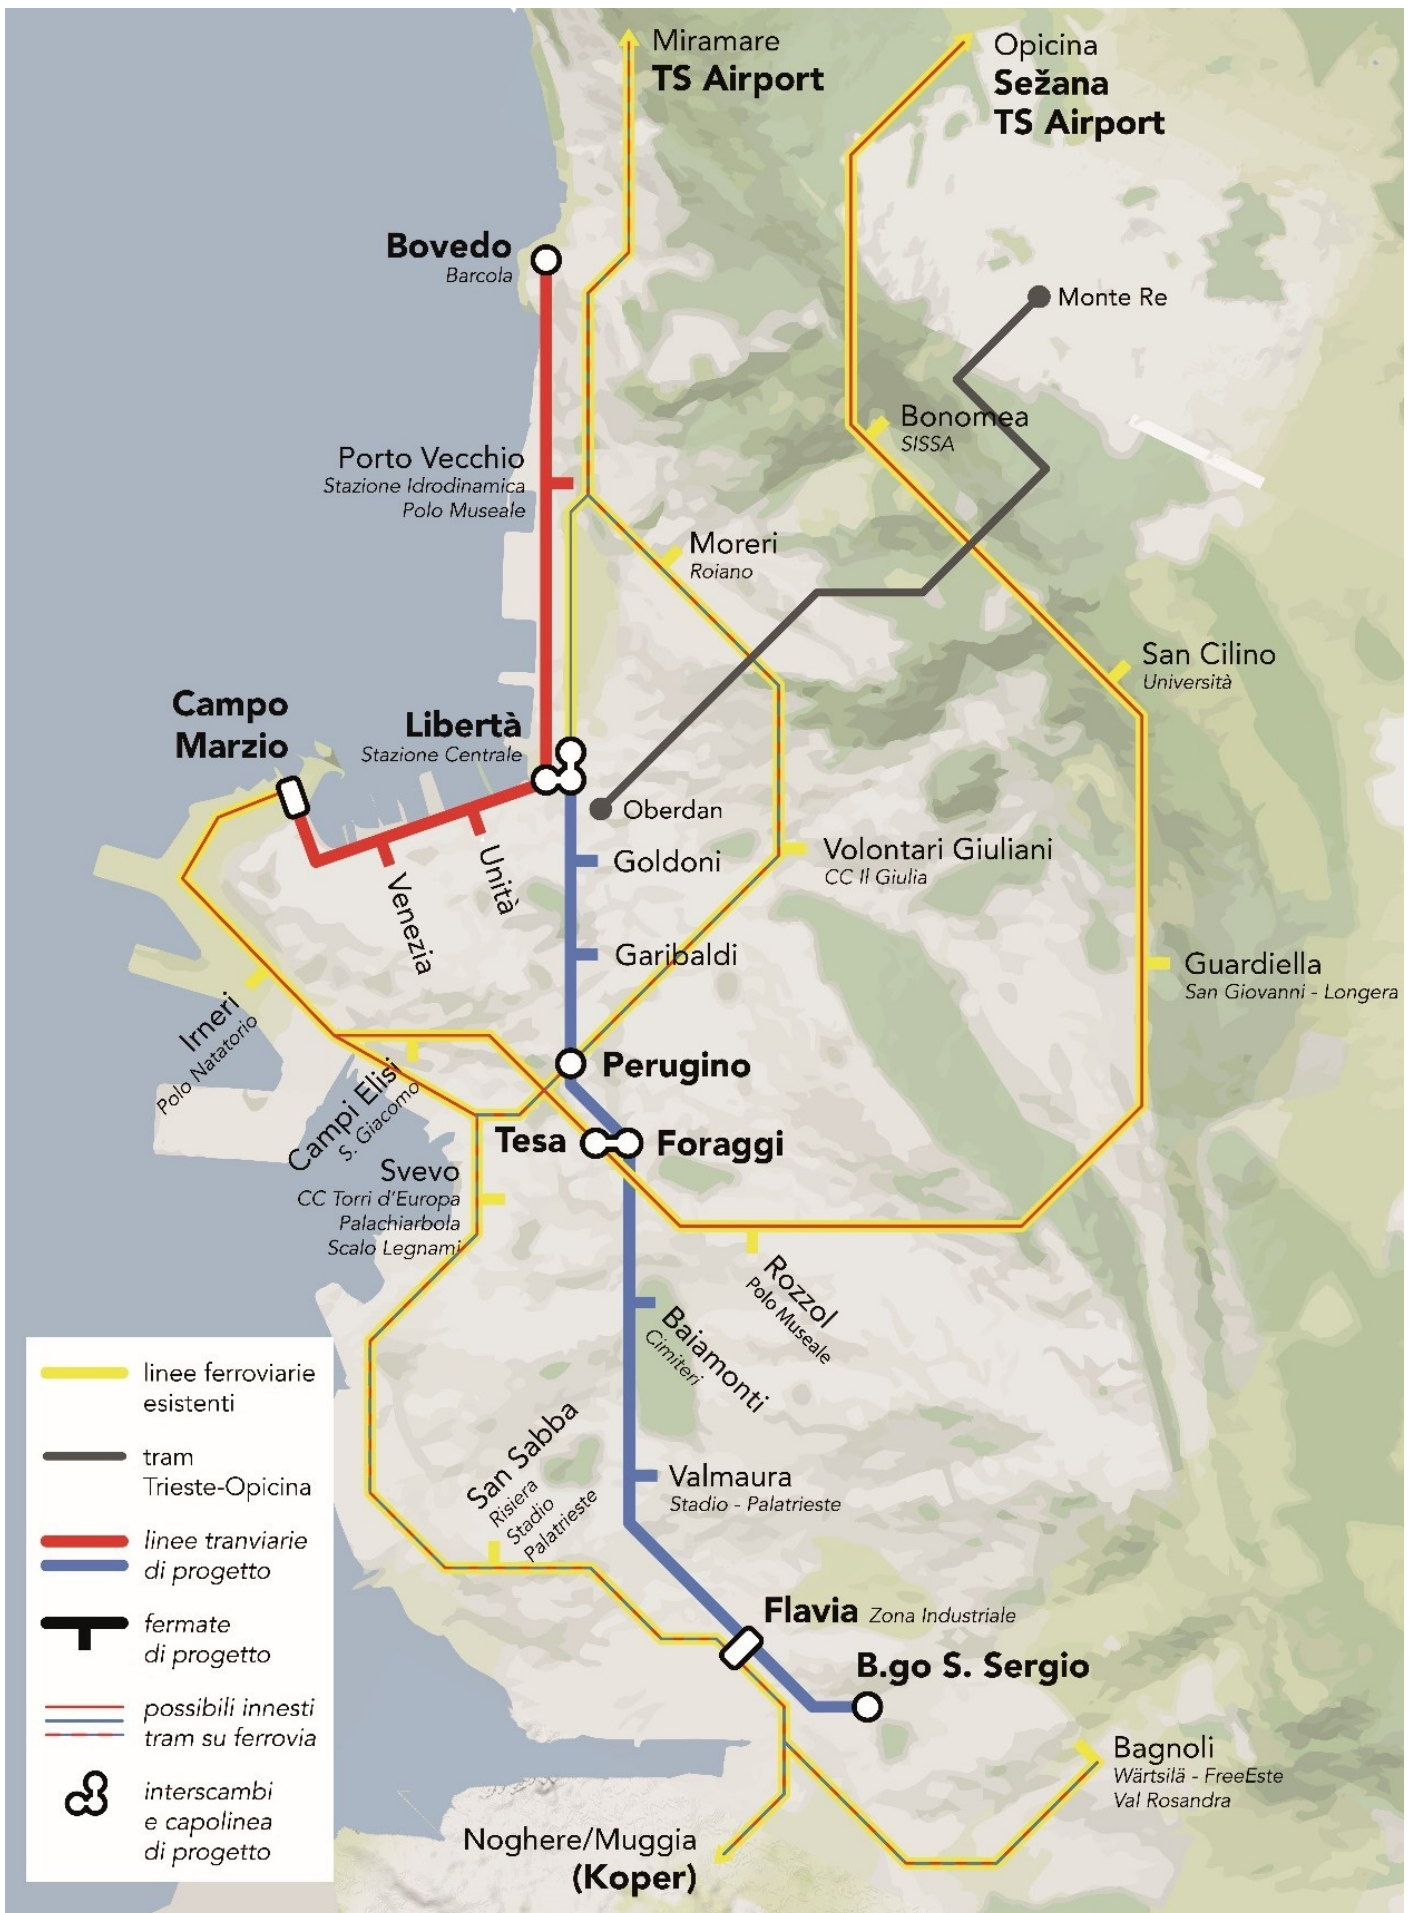 Miramare
TS Airport
Opicina
Sežana
TS Airport
Bovedo
Barcola
Monte Re
Bonomea
SISSA
Porto Vecchio
Stazione Idrodinamica
Polo Museale
Moreri
Roiano
San Cilino
Università
Campo
Marzio
Libertà
Stazione Centrale
Oberdan
Goldoni
Volontari Giuliani
CC Il Giulia
Unità
Venezia
Garibaldi
Guardiella
San Giovanni - Longera
Irneri
Polo Natatorio
Campi Elisi
S. Giacomo
Perugino
Tesa
Foraggi
Svevo
CC Torri d'Europa
Palachiarbola
Scalo Legnami
Rozzol
Polo Museale
Baiamonti
Cimiteri
San Sabba
Risiera
Stadio
Palatrieste
Valmaura
Stadio - Palatrieste
Flavia Zona Industriale
B.go S. Sergio
Bagnoli
Wärtsilä - FreeEste
Val Rosandra
Noghere/Muggia
(Koper)
linee ferroviarie
esistenti
tram
Trieste-Opicina
linee tranviarie
di progetto
fermate
di progetto
possibili innesti
tram su ferrovia
interscambi
e capolinea
di progetto